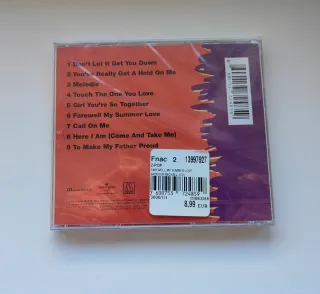 1 Don't Let It Get You Down
2 You've Really Got A Hold On Me
3 Melodie
4 Touch The One You Love
5 Girl You're So Together
6 Farewell My Summer Love
7 Call On Me
8 Here I Am (Come And Take Me)
9 To Make My Father Proud
Fnac 2 13997927
8,99 EUR